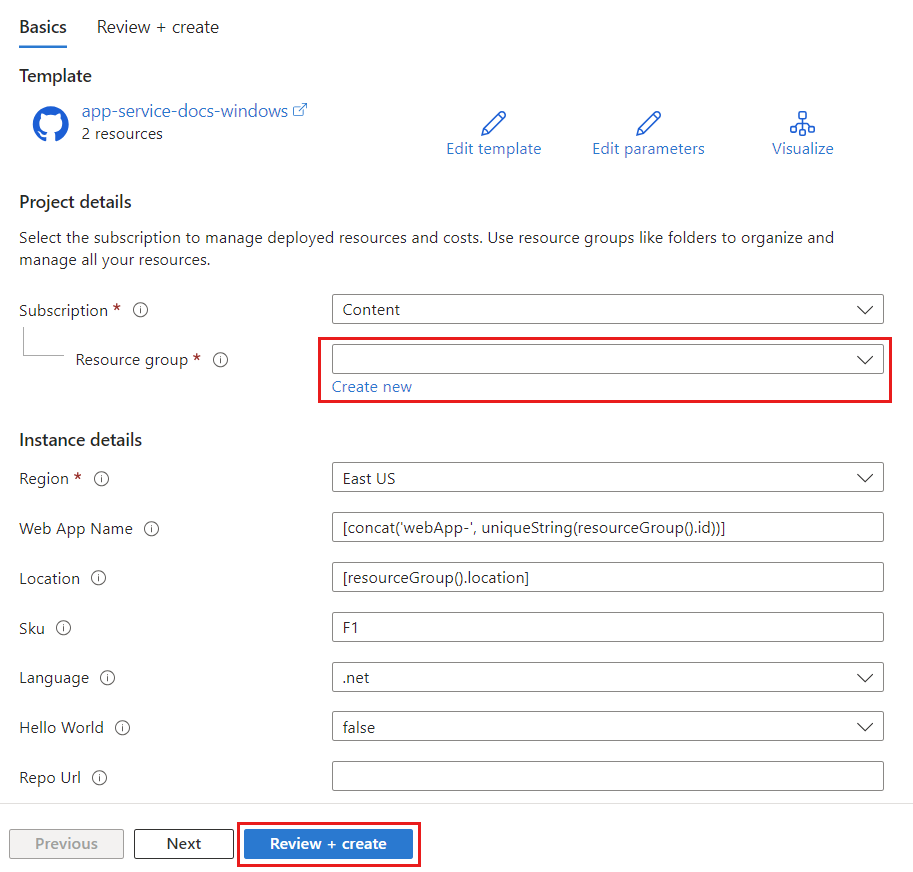 Basics Review + create
Template
app-service-docs-windows
2 resources
Edit template Edit parameters Visualize
Project details
Select the subscription to manage deployed resources and costs. Use resource groups like folders to organize and
manage all your resources.
Subscription * Content
Resource group *
Create new
Instance details
Region * East US
Web App Name [concat('webApp-', uniqueString(resourceGroup().id))]
Location [resourceGroup().location]
Sku F1
Language .net
Hello World false
Repo Url
Previous Next Review + create